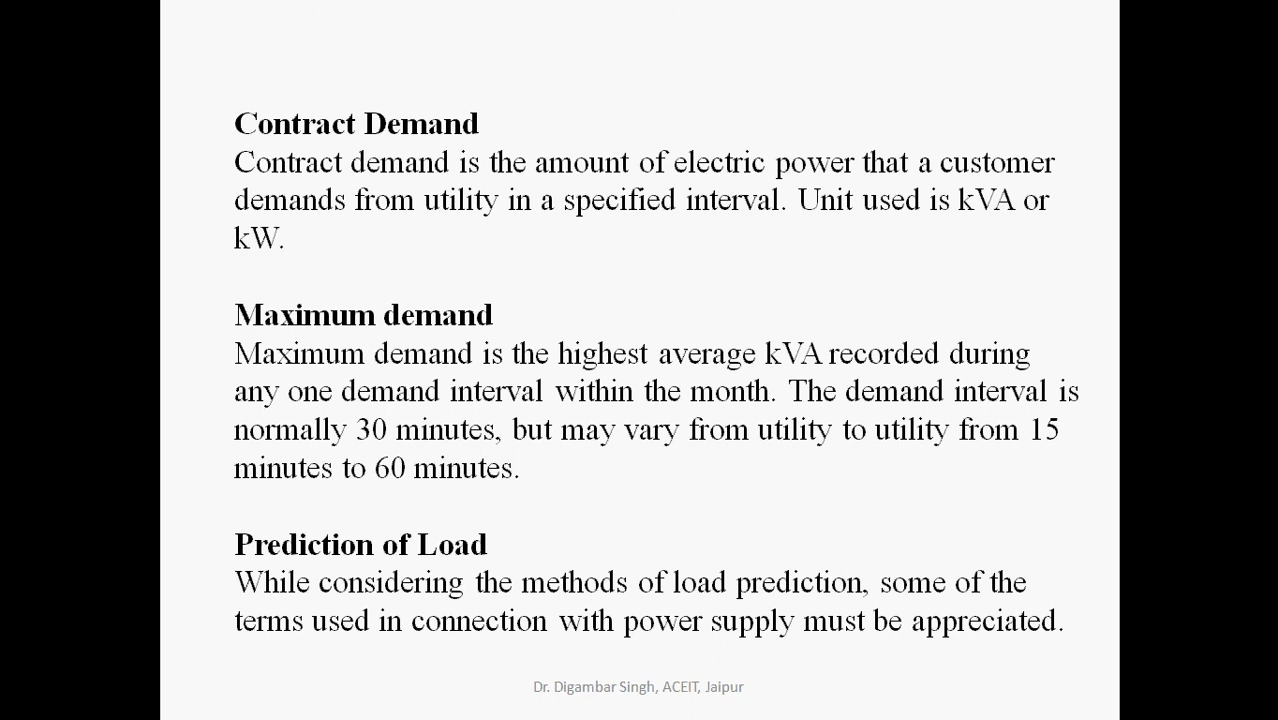 Contract Demand
Contract demand is the amount of electric power that a customer
demands from utility in a specified interval. Unit used is kVA or
kW.
Maximum demand
Maximum demand is the highest average kVA recorded during
any one demand interval within the month. The demand interval is
normally 30 minutes, but may vary from utility to utility from 15
minutes to 60 minutes.
Prediction of Load
While considering the methods of load prediction, some of the
terms used in connection with power supply must be appreciated.
Dr. Digambar Singh, ACEIT, Jaipur